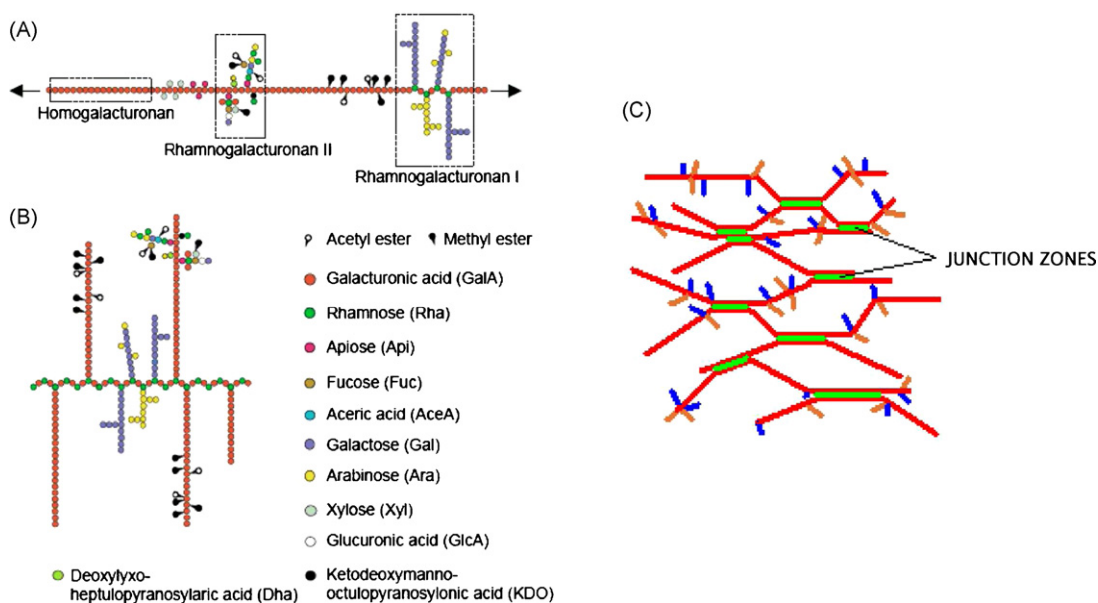 (A)
Homogalacturonan
Rhamnogalacturonan II
Rhamnogalacturonan I
(B)
Acetyl ester
Methyl ester
Galacturonic acid (GalA)
Rhamnose (Rha)
Apiose (Api)
Fucose (Fuc)
Aceric acid (AceA)
Galactose (Gal)
Arabinose (Ara)
Xylose (Xyl)
Glucuronic acid (GlcA)
Deoxylyxo-
heptulopyranosylaric acid (Dha)
Ketodeoxymanno-
octulopyranosylonic acid (KDO)
(C)
JUNCTION ZONES